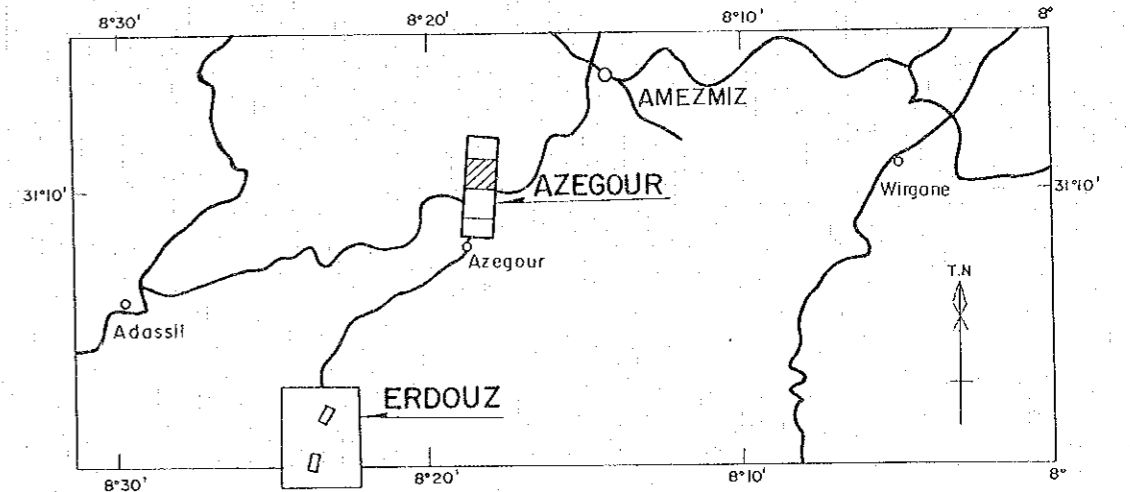 8°30' 8°20' 8°10' 8°
AMEZMIZ
31°10' AZEGOUR Wirgane 31°10'
Azegour T.N
Adassil
ERDOUZ
8°30' 8°20' 8°10' 8°